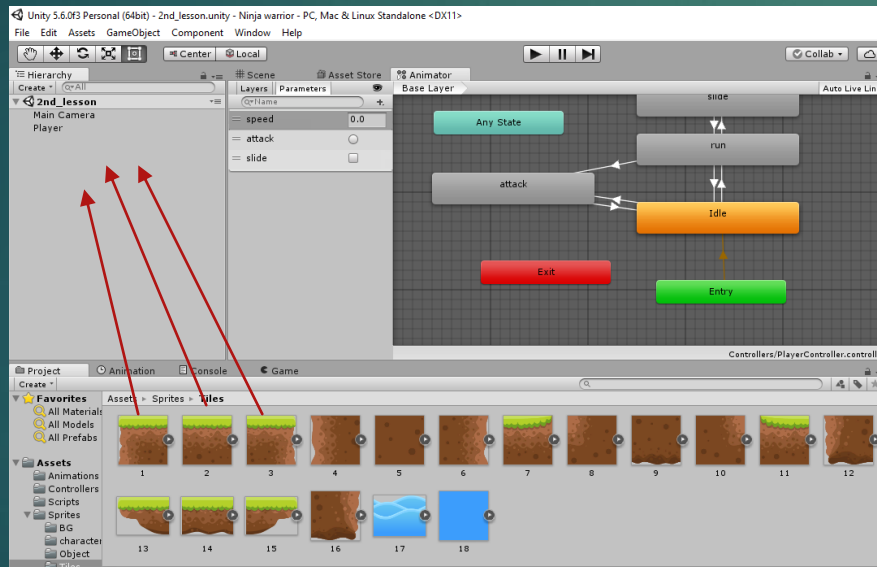 Unity 5.6.0f3 Personal (64bit) - 2nd_lesson.unity - Ninja warrior - PC, Mac & Linux Standalone <DX11>
File Edit Assets GameObject Component Window Help
Center Local Collab
Hierarchy
Create All
2nd_lesson
Main Camera
Player
Scene Asset Store Animator
Layers Parameters
Name
speed 0.0
attack
slide
Base Layer Auto Live Lin
Any State
slide
run
attack
Idle
Exit
Entry
Controllers/PlayerController.controll
Project Animation Console Game
Create
Favorites
All Materials
All Models
All Prefabs
Assets
Animations
Controllers
Scripts
Sprites
BG
character
Object
Tiles
Assets Sprites Tiles
1 2 3 4 5 6 7 8 9 10 11 12
13 14 15 16 17 18